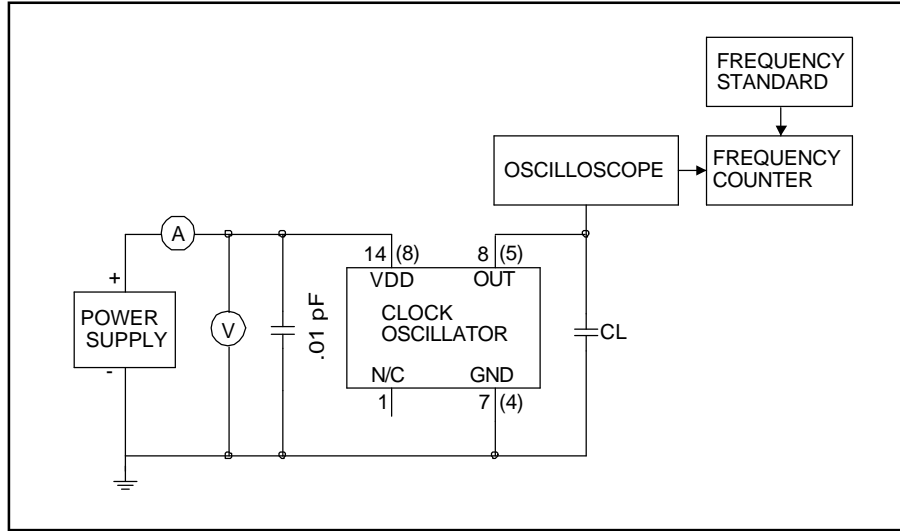 FREQUENCY
STANDARD
OSCILLOSCOPE
FREQUENCY
COUNTER
A
14 (8)
8 (5)
+
VDD
OUT
POWER
SUPPLY
V
.01 pF
CLOCK
OSCILLATOR
CL
-
N/C
GND
1
7 (4)